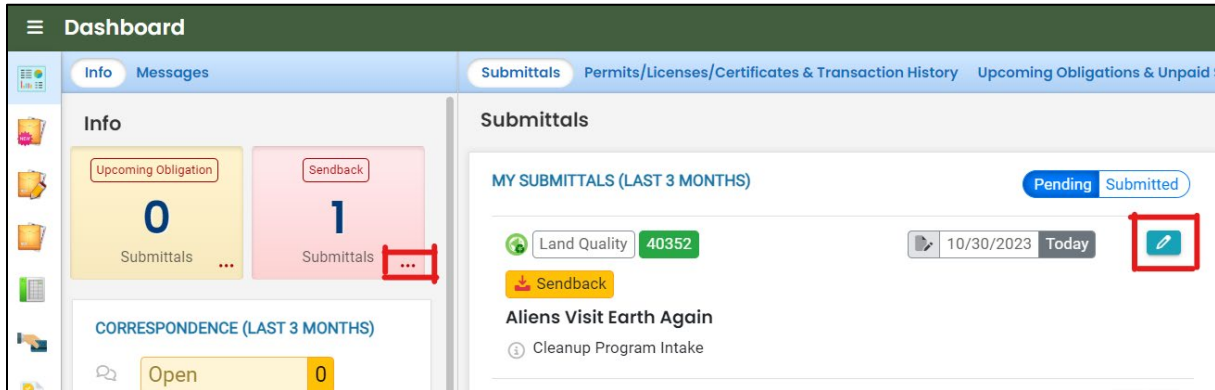 Dashboard
Info Messages
Submittals Permits/Licenses/Certificates & Transaction History Upcoming Obligations & Unpaid
Info
Upcoming Obligation
0
Submittals ...
Sendback
1
Submittals ...
CORRESPONDENCE (LAST 3 MONTHS)
Open 0
Submittals
MY SUBMITTALS (LAST 3 MONTHS)
Pending Submitted
Land Quality 40352
10/30/2023 Today
Sendback
Aliens Visit Earth Again
Cleanup Program Intake